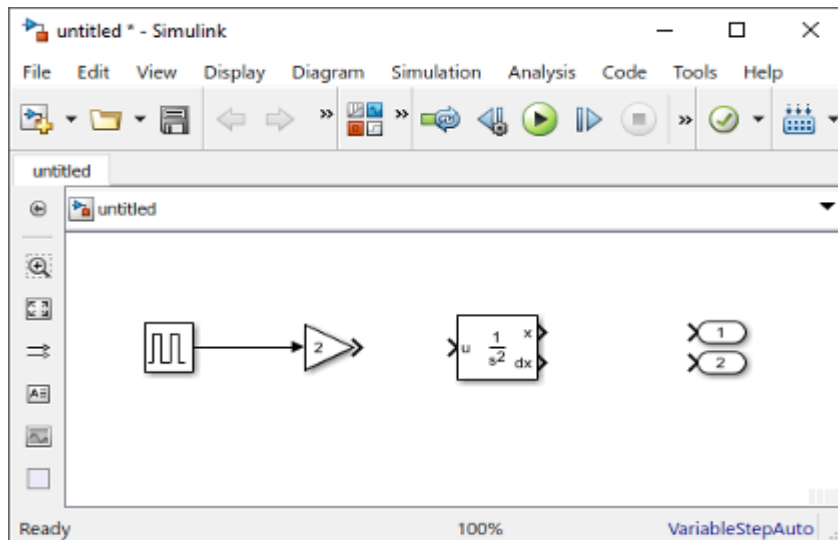 untitled * - Simulink
File Edit View Display Diagram Simulation Analysis Code Tools Help
untitled
untitled
2
u 1 x
s2 dx
1
2
Ready 100% VariableStepAuto